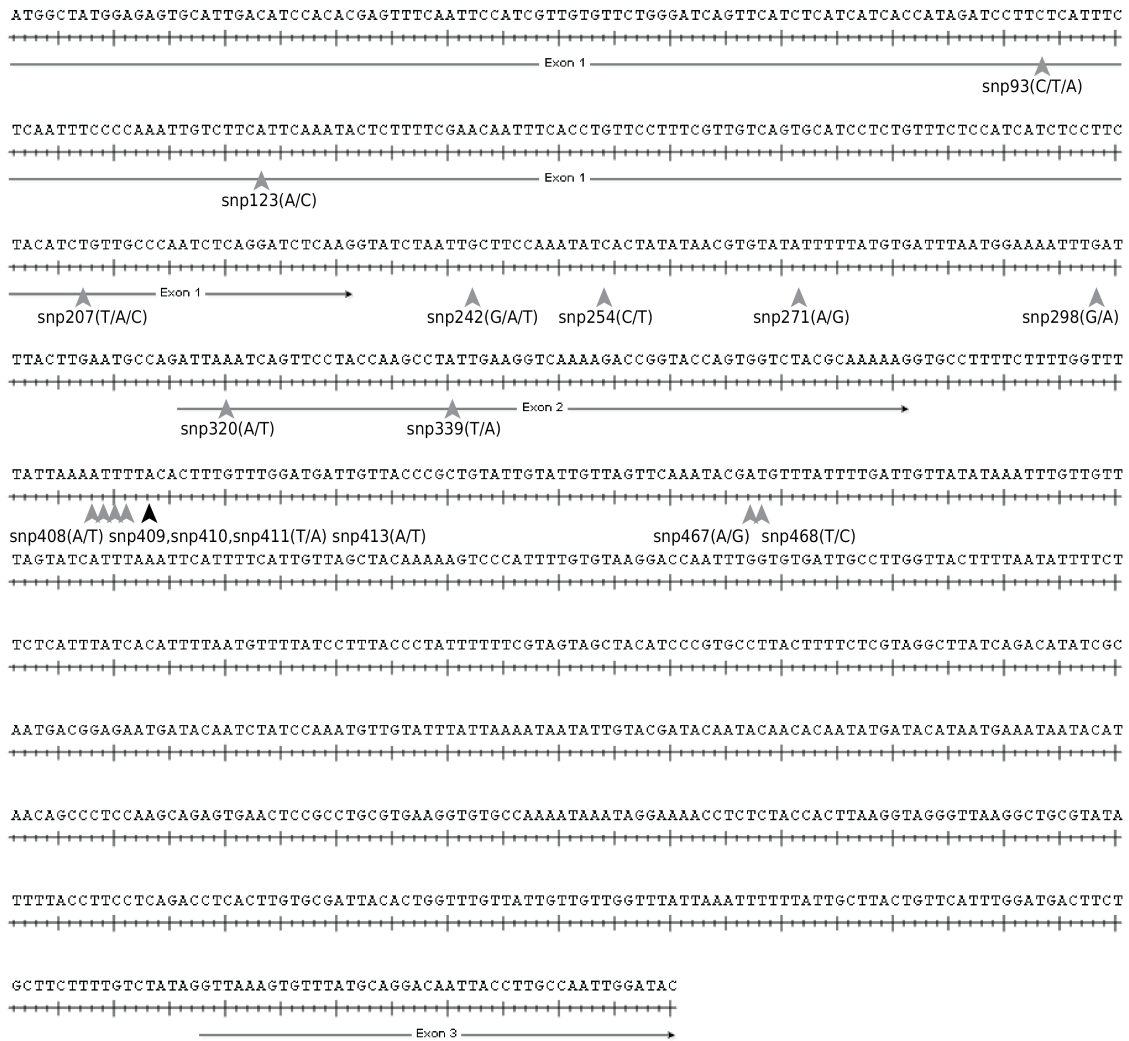 ATGGCTATGGAGAGTGCATTGACATCCACACGAGTTTCAATTCCATCGTTGTGTTCTGGGATCAGTTCATCTCATCATCACCATAGATCCTTCTCATTTC
Exon 1
snp93(C/T/A)
TCAATTTCCCCAAATTGTCTTCATTCAAATACTCTTTTCGAACAATTTCACCTGTTCCTTTCGTTGTCAGTGCATCCTCTGTTTCTCCATCATCTCCTTC
Exon 1
snp123(A/C)
TACATCTGTTGCCCAATCTCAGGATCTCAAGGTATCTAATTGCTTCCAAATATCACTATATAACGTGTATATTTTTATGTGATTTAATGGAAAATTTGAT
Exon 1
snp207(T/A/C) snp242(G/A/T) snp254(C/T) snp271(A/G) snp298(G/A)
TTACTTGAATGCCAGATTAAATCAGTTCCTACCAAGCCTATTGAAGGTCAAAAGACCGGTACCAGTGGTCTACGCAAAAAGGTGCCTTTTCTTTTGGTTT
Exon 2
snp320(A/T) snp339(T/A)
TATTAAAATTTTACACTTTGTTTGGATGATTGTTACCCGCTGTATTGTATTGTTAGTTCAAATACGATGTTTATTTTGATTGTTATATAAATTTGTTGTT
snp408(A/T) snp409,snp410,snp411(T/A) snp413(A/T) snp467(A/G) snp468(T/C)
TAGTATCATTTAAATTCATTTTCATTGTTAGCTACAAAAAGTCCCATTTTGTGTAAGGACCAATTTGGTGTGATTGCCTTGGTTACTTTTAATATTTTCT
TCTCATTTATCACATTTTAATGTTTTATCCTTTACCCTATTTTTTCGTAGTAGCTACATCCCGTGCCTTACTTTTCTCGTAGGCTTATCAGACATATCGC
AATGACGGAGAATGATACAATCTATCCAAATGTTGTATTTATTAAAATAATATTGTACGATACAATACAACACAATATGATACATAATGAAATAATACAT
AACAGCCCTCCAAGCAGAGTGAACTCCGCCTGCGTGAAGGTGTGCCAAAATAAATAGGAAAACCTCTCTACCACTTAAGGTAGGGTTAAGGCTGCGTATA
TTTTACCTTCCTCAGACCTCACTTGTGCGATTACACTGGTTTGTTATTGTTGTTGGTTTATTAAATTTTTTATTGCTTACTGTTCATTTGGATGACTTCT
GCTTCTTTTGTCTATAGGTTAAAGTGTTTATGCAGGACAATTACCTTGCCAATTGGATAC
Exon 3